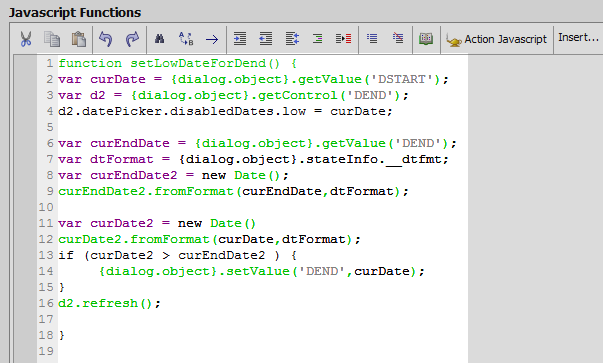 Javascript Functions
Action Javascript Insert...
1 function setLowDateForDend() {
2 var curDate = {dialog.object}.getValue('DSTART');
3 var d2 = {dialog.object}.getControl('DEND');
4 d2.datePicker.disabledDates.low = curDate;
5
6 var curEndDate = {dialog.object}.getValue('DEND');
7 var dtFormat = {dialog.object}.stateInfo.__dtfmt;
8 var curEndDate2 = new Date();
9 curEndDate2.fromFormat(curEndDate,dtFormat);
10
11 var curDate2 = new Date()
12 curDate2.fromFormat(curDate,dtFormat);
13 if (curDate2 > curEndDate2 ) {
14 {dialog.object}.setValue('DEND',curDate);
15 }
16 d2.refresh();
17
18 }
19